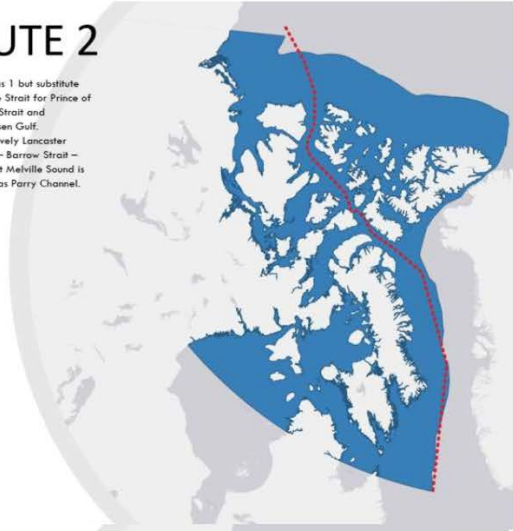 UTE 2
s 1 but substitute
Strait for Prince of
Strait and
sen Gulf.
vely Lancaster
– Barrow Strait –
t Melville Sound is
as Parry Channel.